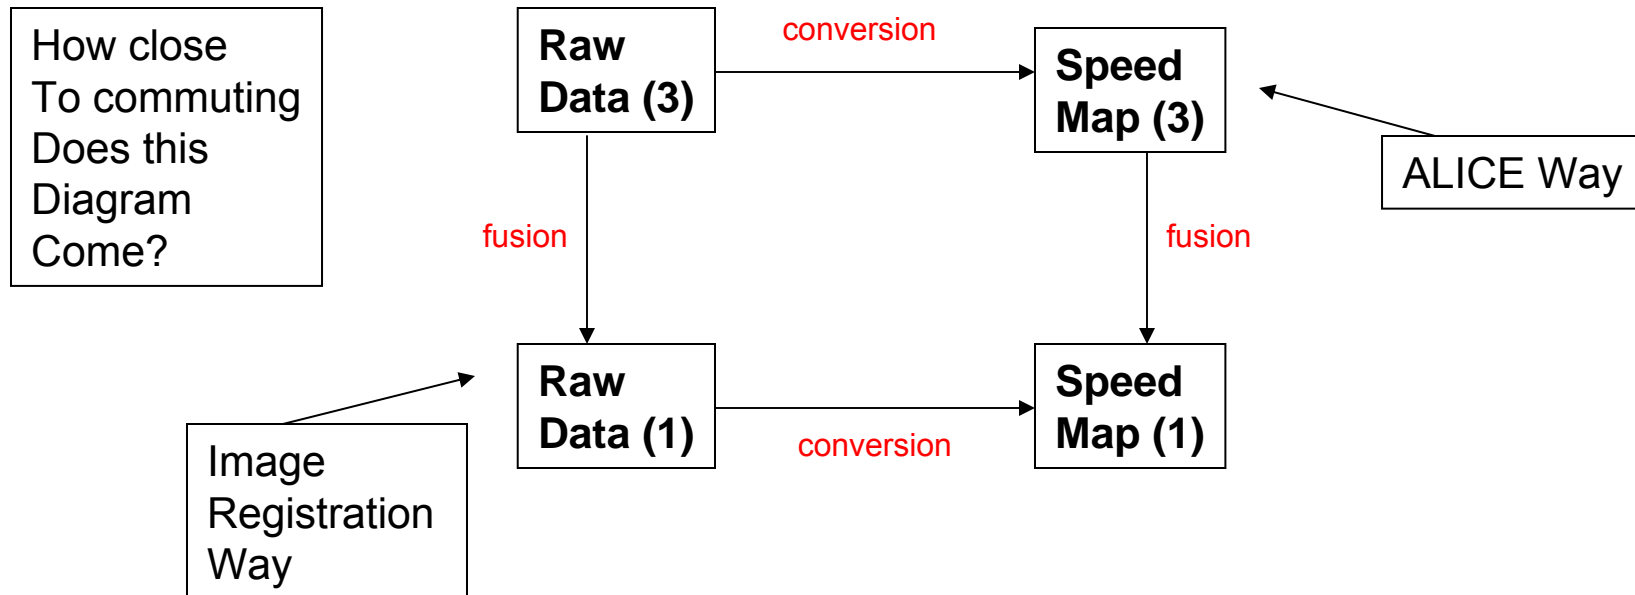 How close
To commuting
Does this
Diagram
Come?
Raw
Data (3)
conversion
Speed
Map (3)
ALICE Way
fusion
fusion
Raw
Data (1)
conversion
Speed
Map (1)
Image
Registration
Way